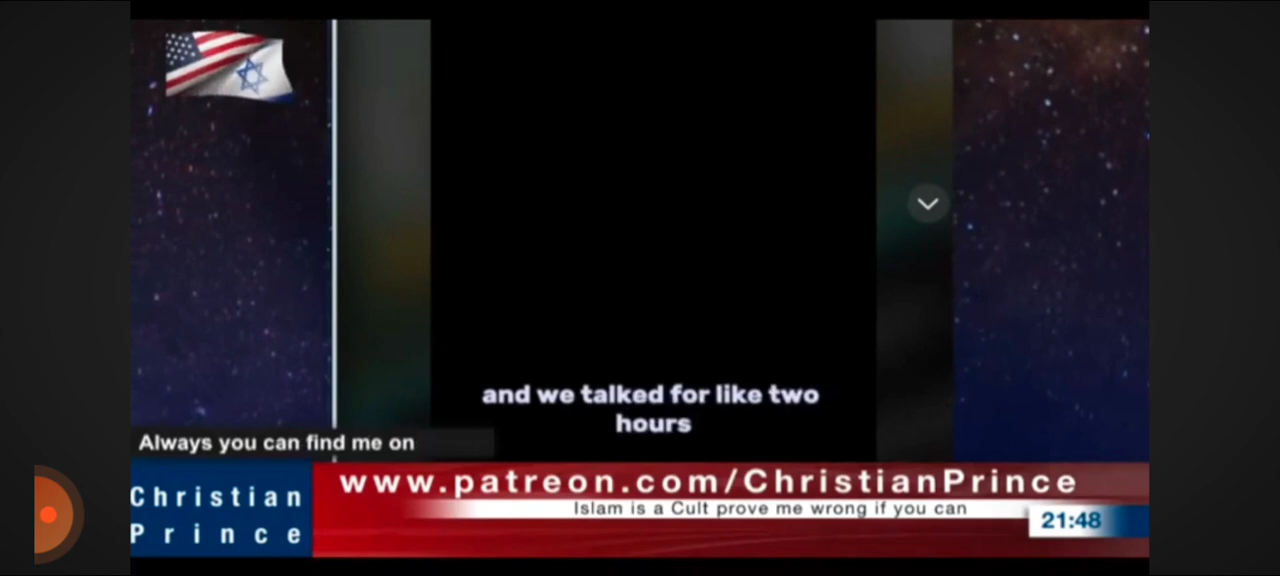 and we talked for like two
hours
Always you can find me on
Christian
Prince
www.patreon.com/ChristianPrince
Islam is a Cult prove me wrong if you can
21:48